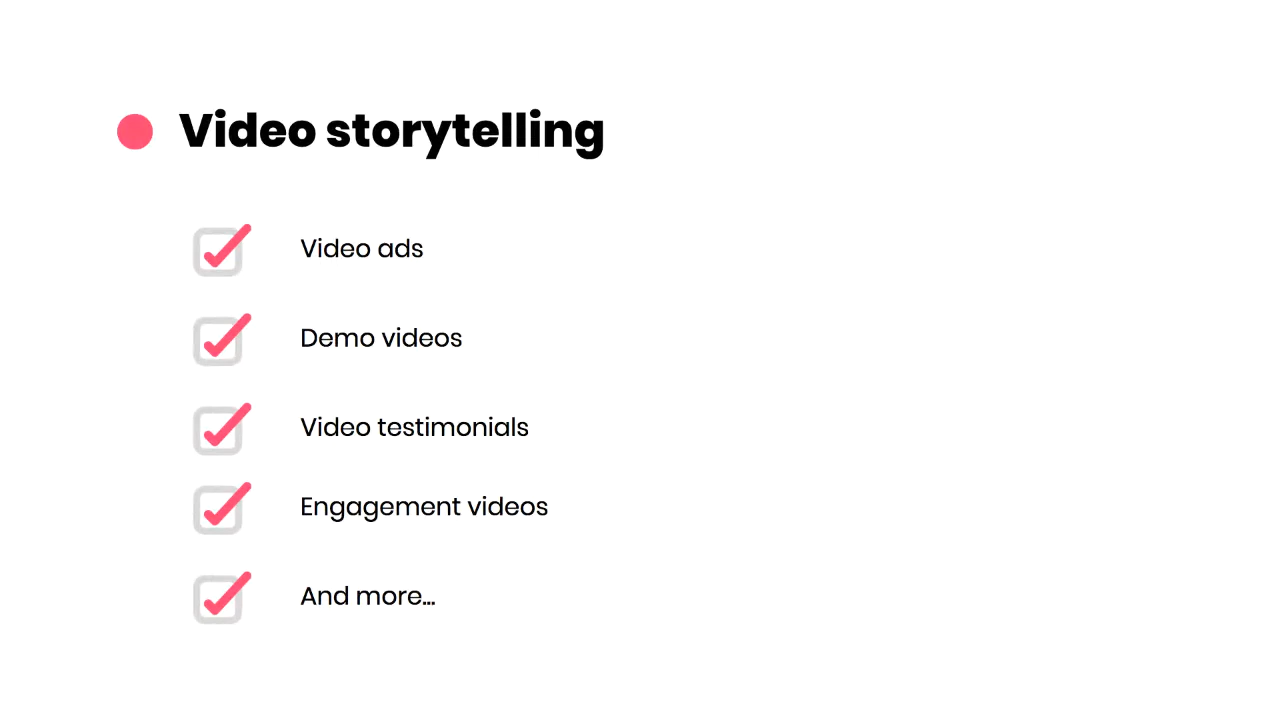 Video storytelling
Video ads
Demo videos
Video testimonials
Engagement videos
And more...